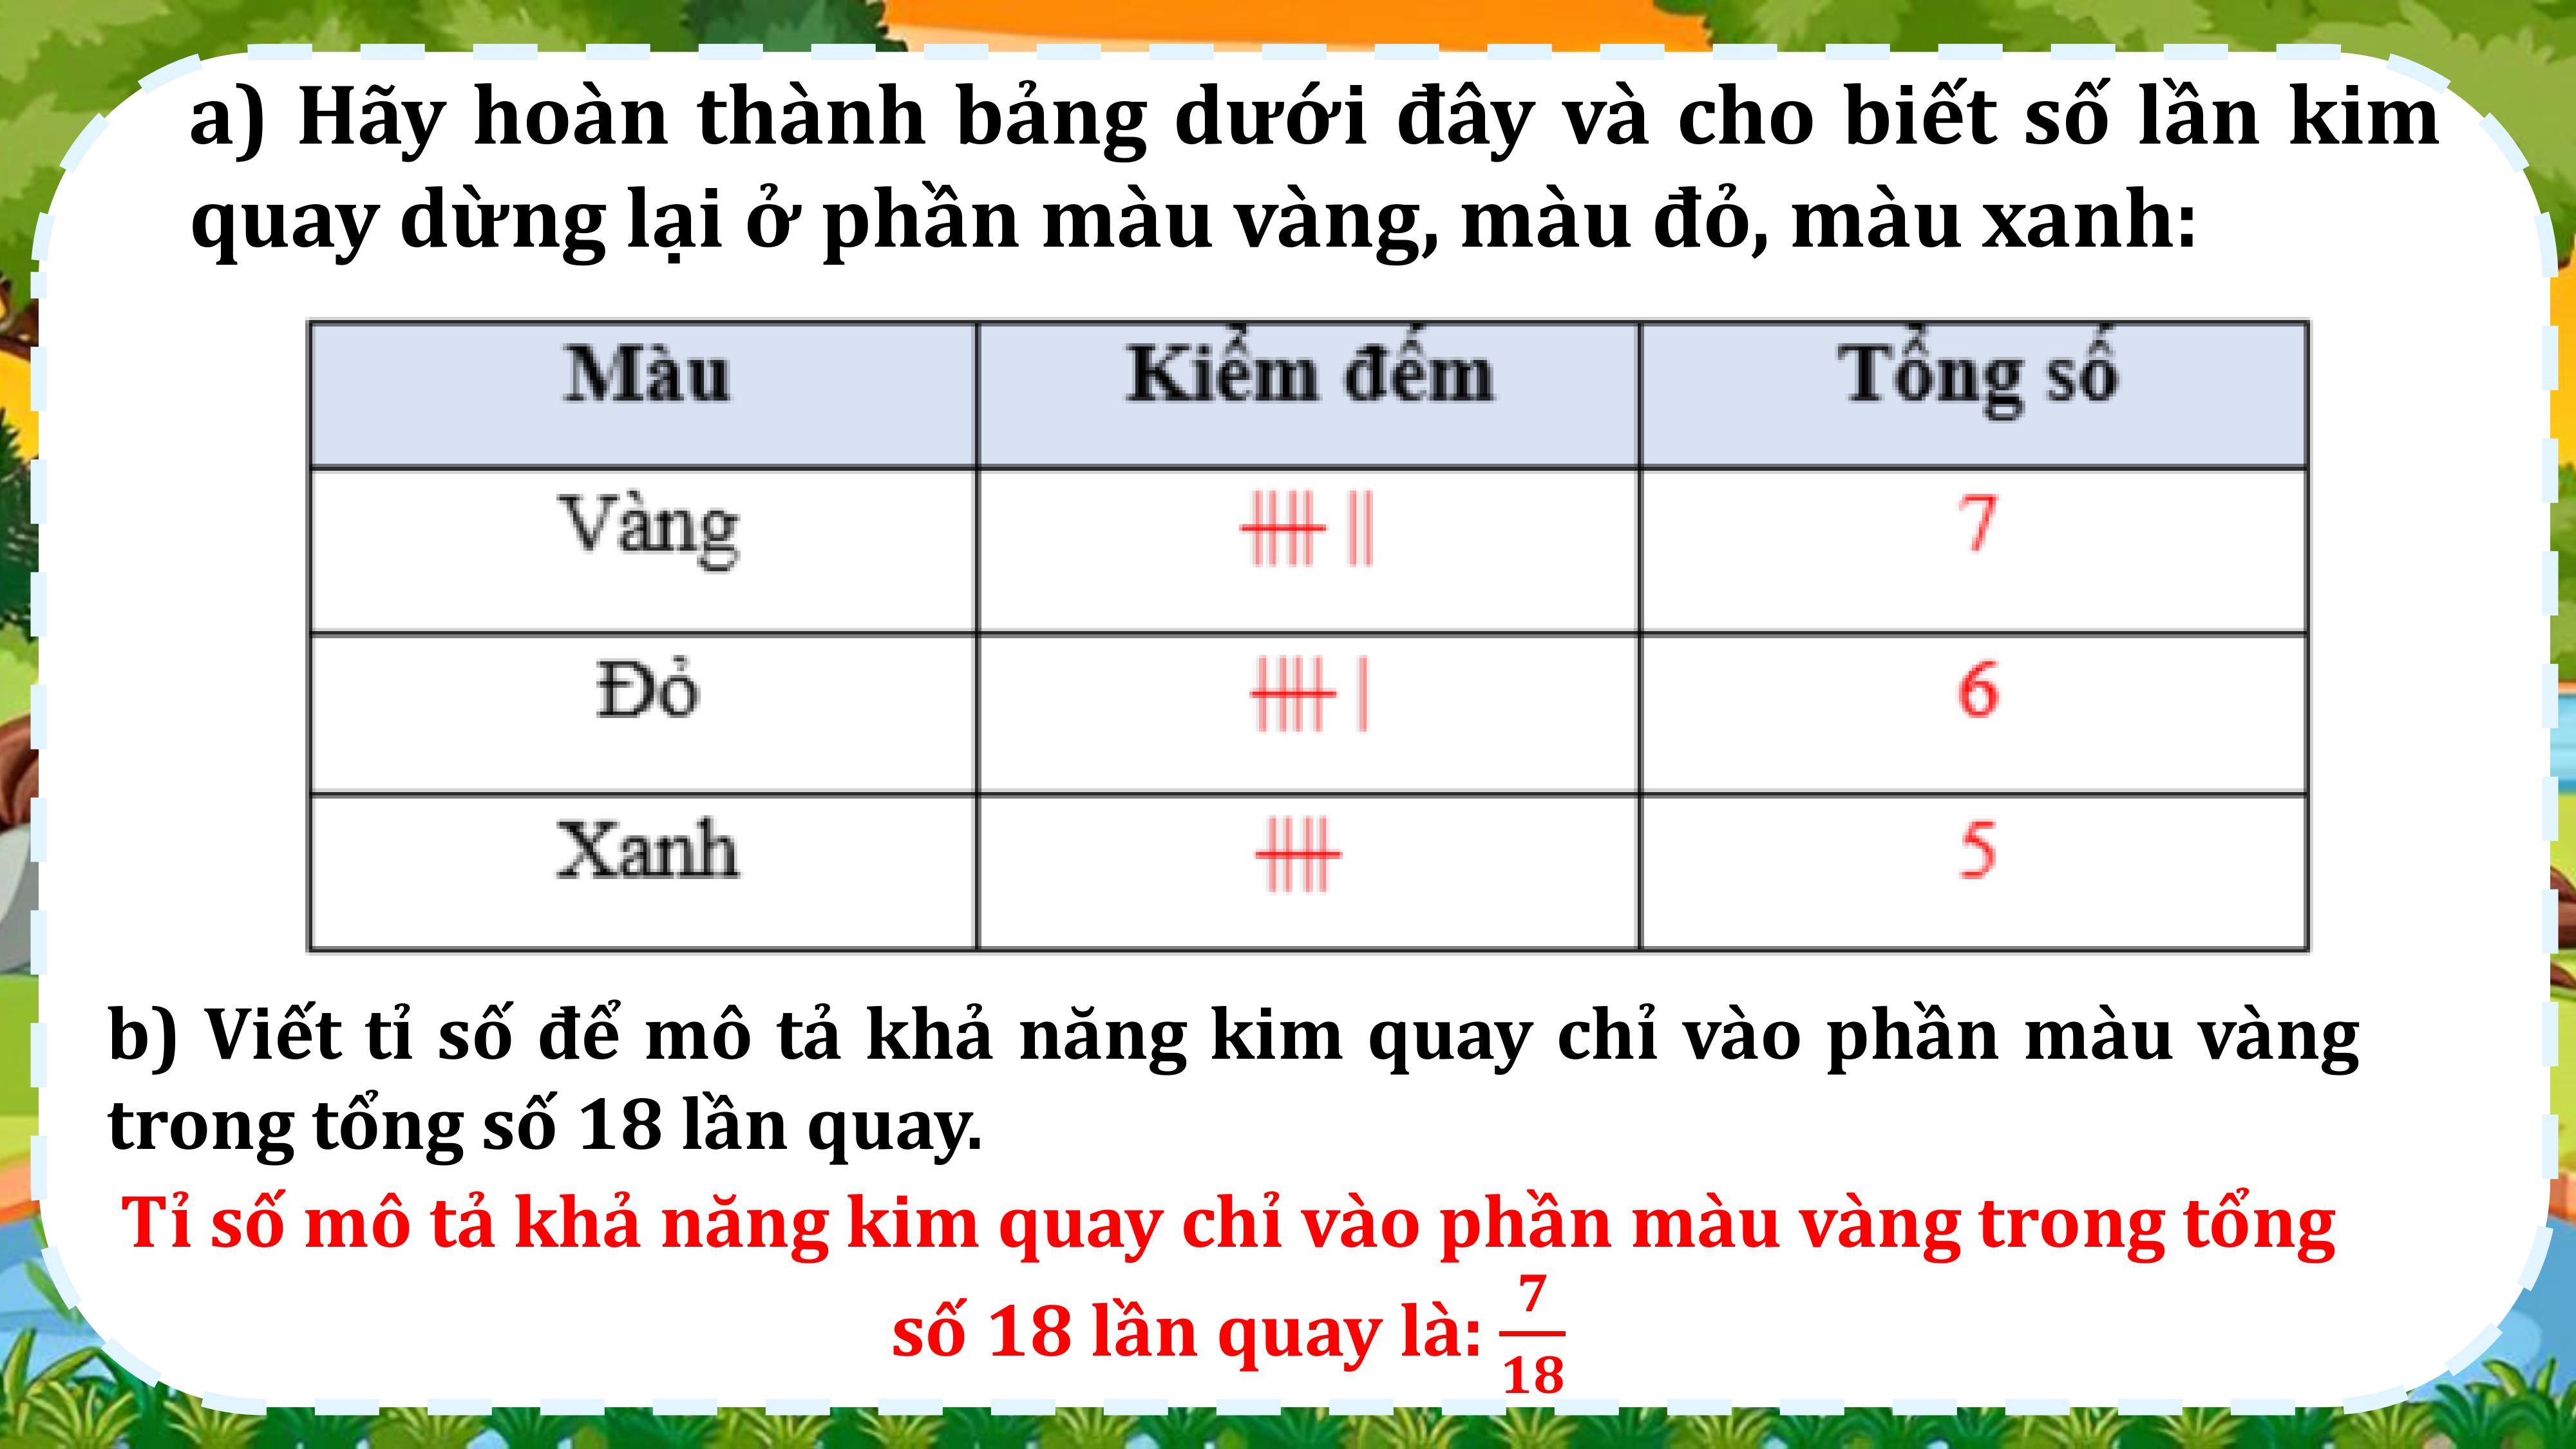 a) Hãy hoàn thành bảng dưới đây và cho biết số lần kim
quay dừng lại ở phần màu vàng, màu đỏ, màu xanh:
Màu Kiểm đếm Tổng số
Vàng 7
Đỏ 6
Xanh 5
b) Viết tỉ số để mô tả khả năng kim quay chỉ vào phần màu vàng
trong tổng số 18 lần quay.
Tỉ số mô tả khả năng kim quay chỉ vào phần màu vàng trong tổng
số 18 lần quay là: 7/18